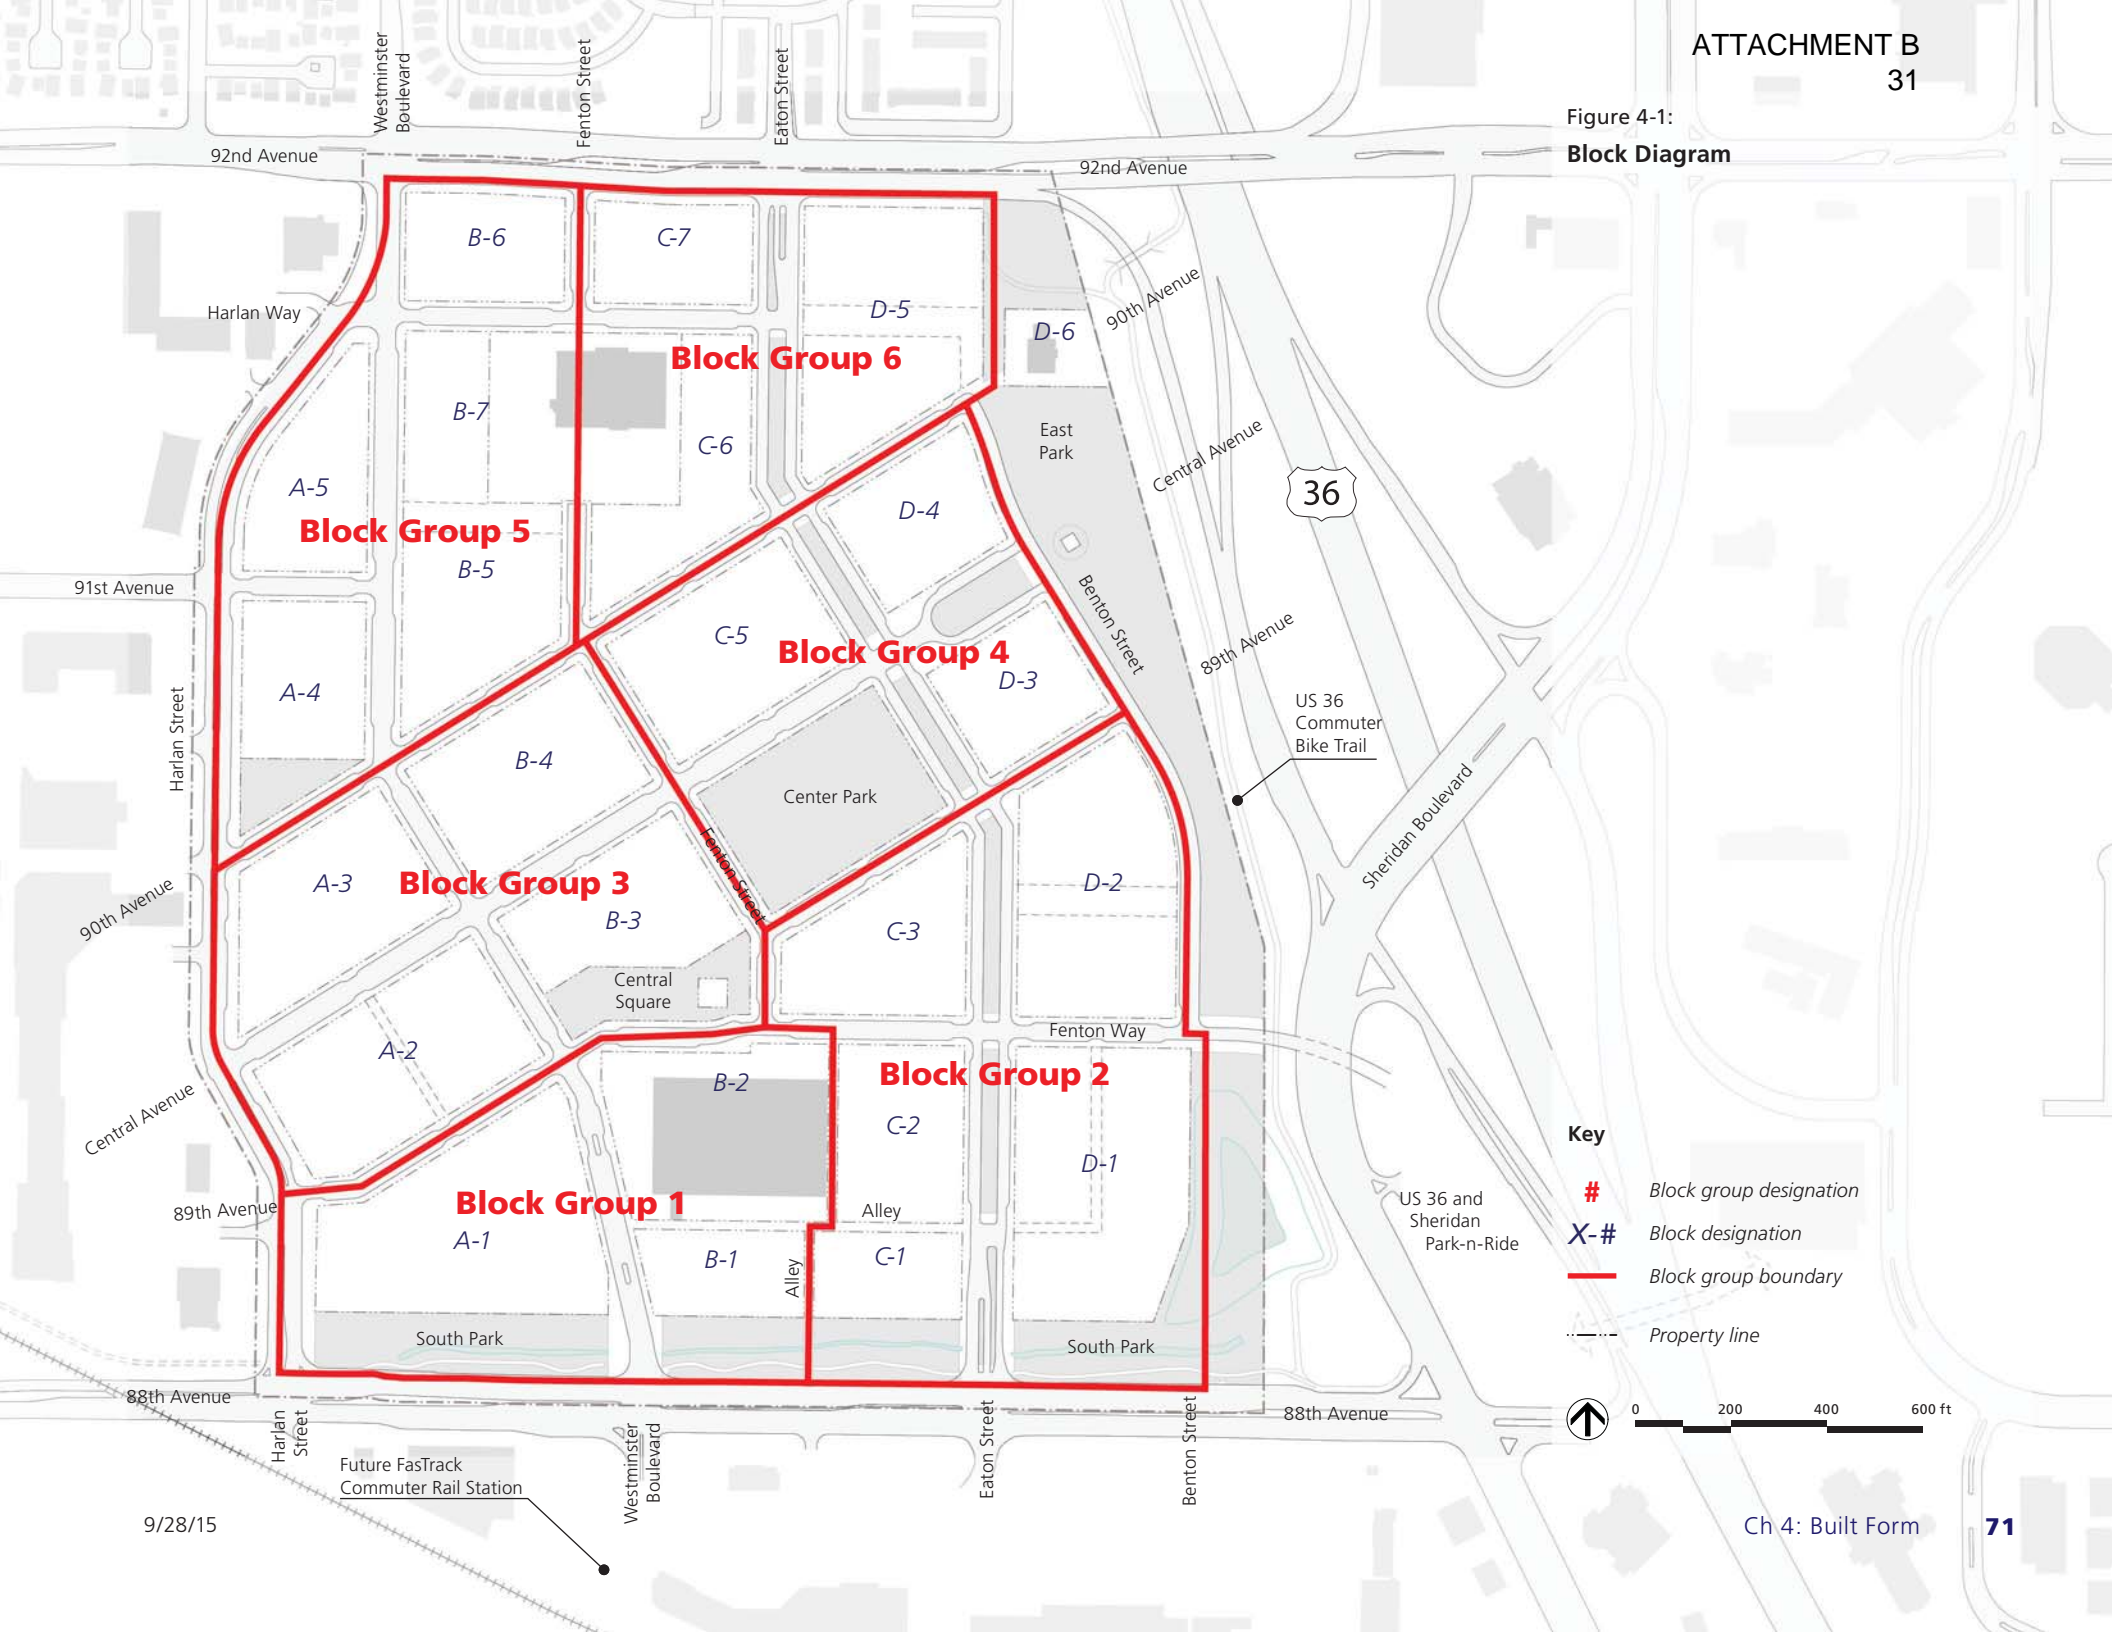 ATTACHMENT B
31
Figure 4-1:
Block Diagram
Westminster
Boulevard
Fenton Street
Eaton Street
92nd Avenue
92nd Avenue
B-6
C-7
D-5
D-6
90th Avenue
Harlan Way
Block Group 6
B-7
C-6
East
Park
Central Avenue
36
A-5
D-4
Block Group 5
B-5
91st Avenue
Benton Street
C-5
Block Group 4
89th Avenue
D-3
A-4
Harlan Street
US 36
Commuter
Bike Trail
B-4
Center Park
Sheridan Boulevard
Fenton Street
A-3
Block Group 3
D-2
90th Avenue
B-3
C-3
Central
Square
Fenton Way
A-2
B-2
Block Group 2
Central Avenue
C-2
D-1
89th Avenue
Block Group 1
A-1
Alley
B-1
Alley
C-1
US 36 and
Sheridan
Park-n-Ride
South Park
South Park
88th Avenue
88th Avenue
Harlan
Street
Westminster
Boulevard
Eaton Street
Benton Street
Future FasTrack
Commuter Rail Station
Key
# Block group designation
X-# Block designation
Block group boundary
Property line
0 200 400 600 ft
9/28/15
Ch 4: Built Form 71